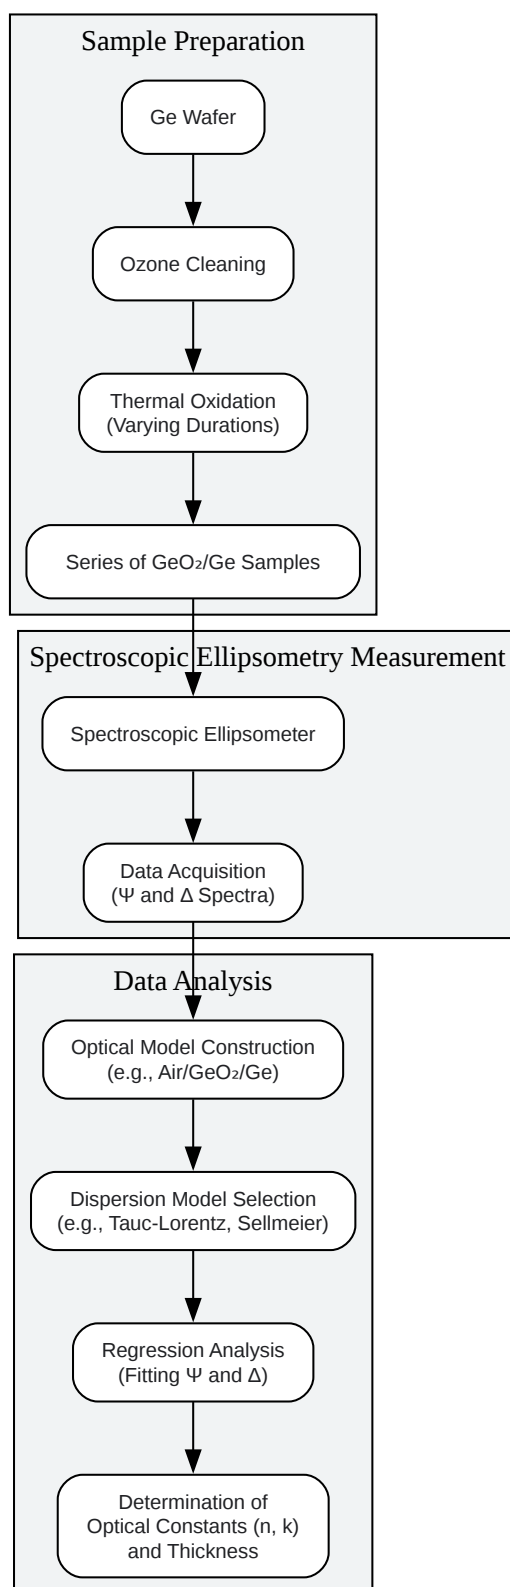 Sample Preparation
Ge Wafer
Ozone Cleaning
Thermal Oxidation
(Varying Durations)
Series of GeO₂/Ge Samples
Spectroscopic Ellipsometry Measurement
Spectroscopic Ellipsometer
Data Acquisition
(Ψ and Δ Spectra)
Data Analysis
Optical Model Construction
(e.g., Air/GeO₂/Ge)
Dispersion Model Selection
(e.g., Tauc-Lorentz, Sellmeier)
Regression Analysis
(Fitting Ψ and Δ)
Determination of
Optical Constants (n, k)
and Thickness